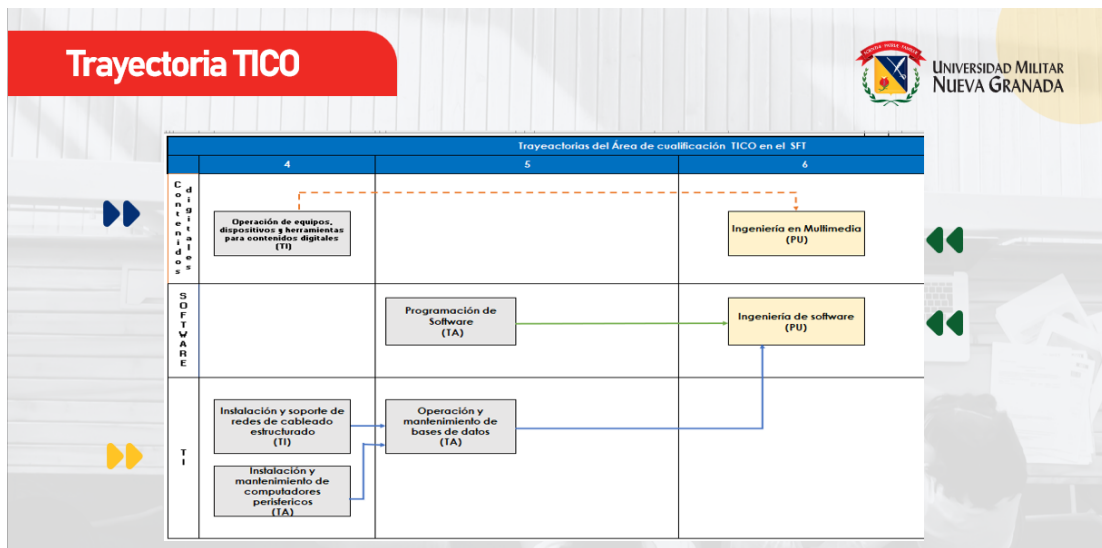 Trayectoria TICO
UNIVERSIDAD MILITAR
NUEVA GRANADA
Trayeactorias del Área de cualificación TICO en el SFT
4
5
6
Contenidos
digitales
Operación de equipos,
dispositivos y herramientas
para contenidos digitales
(TI)
Ingeniería en Multimedia
(PU)
SOFTWARE
Programación de
Software
(TA)
Ingeniería de software
(PU)
TI
Instalación y soporte de
redes de cableado
estructurado
(TI)
Operación y
mantenimiento de
bases de datos
(TA)
Instalación y
mantenimiento de
computadores
perisfericos
(TA)